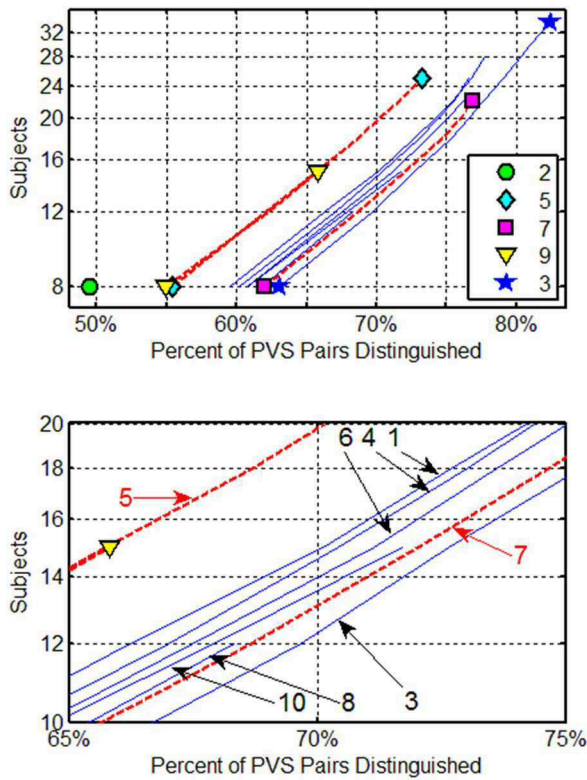 32
28
24
20
16
12
8
Subjects
50% 60% 70% 80%
Percent of PVS Pairs Distinguished
2
5
7
9
3
20
18
16
14
12
10
Subjects
6 4 1
5
7
10 8 3
65% 70% 75%
Percent of PVS Pairs Distinguished